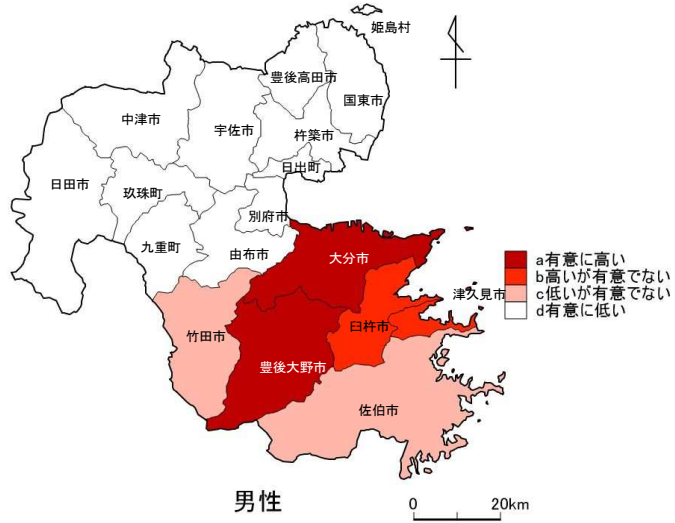 姫島村
豊後高田市
国東市
中津市
宇佐市
杵築市
日出町
日田市
玖珠町
別府市
九重町
由布市
大分市
a有意に高い
b高いが有意でない
c低いが有意でない
d有意に低い
津久見市
臼杵市
竹田市
豊後大野市
佐伯市
男性
0 20km